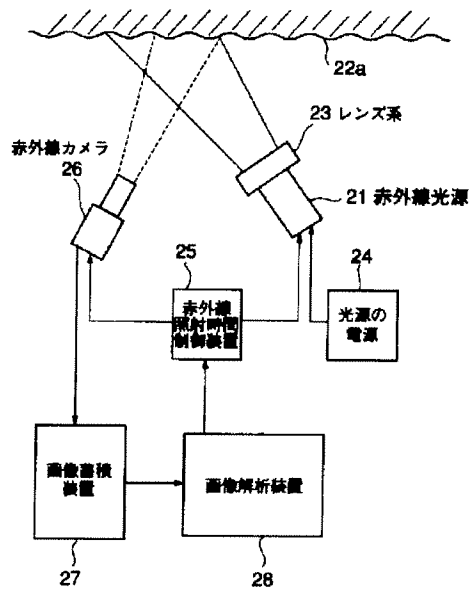 22a
23 レンズ系
赤外線カメラ
26
21 赤外線光源
25
24
赤外線
照射時間
制御装置
光源の
電源
画像蓄積
装置
画像解析装置
27
28